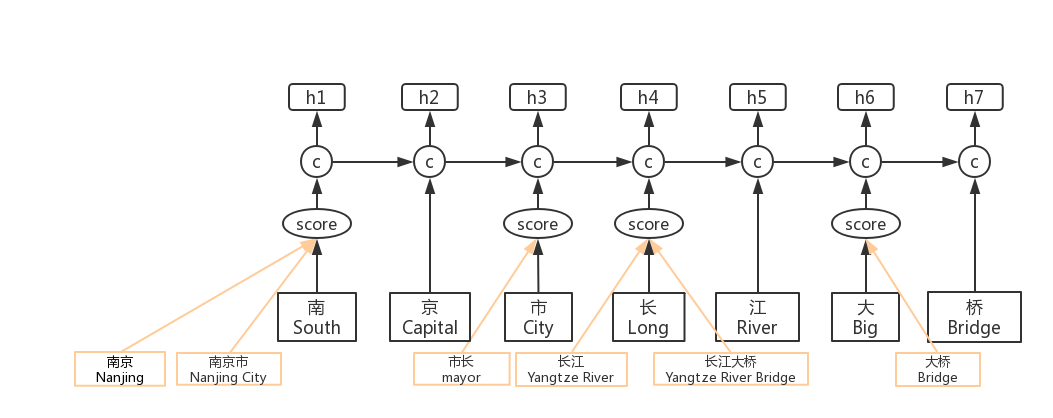 h1 h2 h3 h4 h5 h6 h7
c c c c c c c
score score score score
南 京 市 长 江 大 桥
South Capital City Long River Big Bridge
南京 南京市 市长 长江 长江大桥 大桥
Nanjing Nanjing City mayor Yangtze River Yangtze River Bridge Bridge